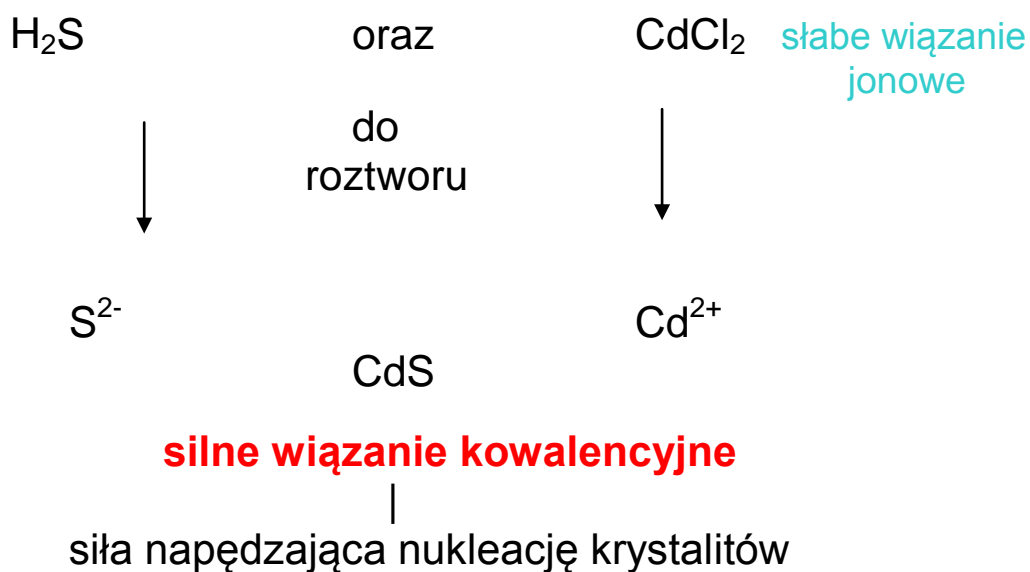 H₂S oraz CdCl₂ słabe wiązanie
jonowe
do
roztworu
S²⁻ Cd²⁺
CdS
silne wiązanie kowalencyjne
siła napędzająca nukleację krystalitów